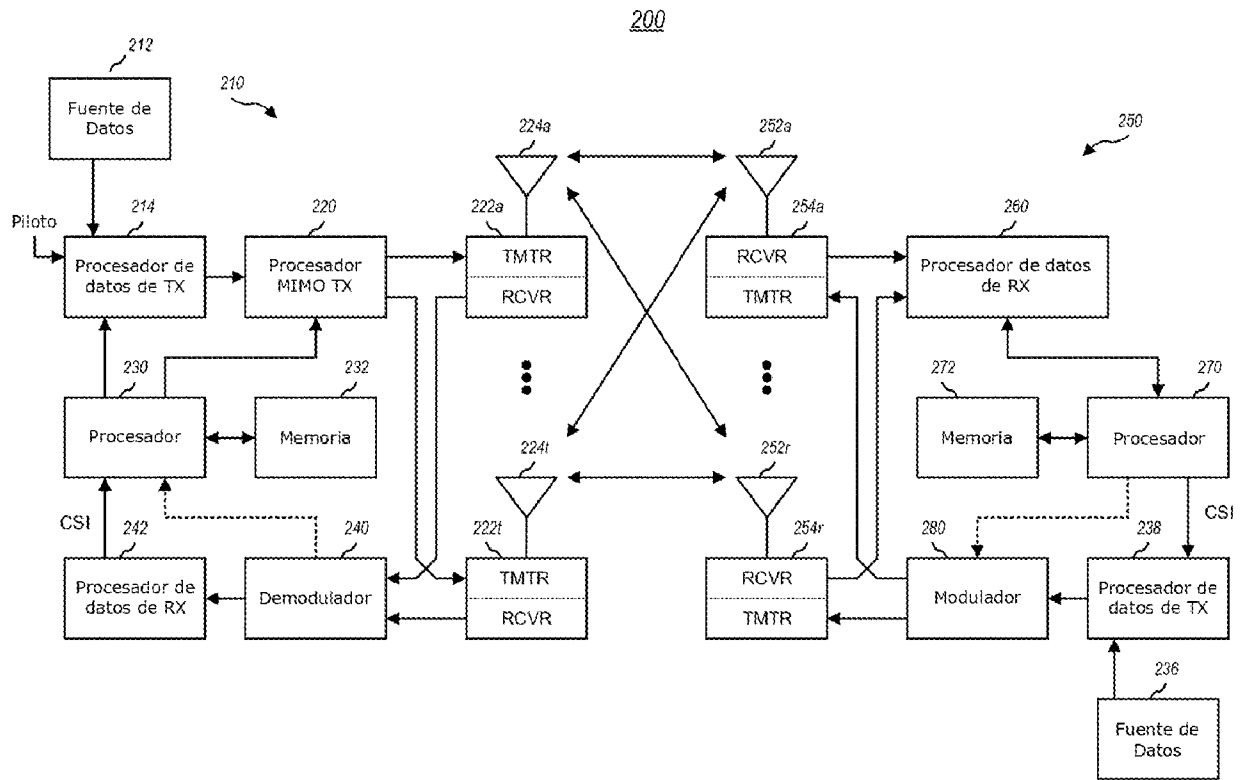 200
212
Fuente de
Datos
210
224a
252a
250
Piloto
214
220
222a
254a
260
Procesador de
datos de TX
Procesador
MIMO TX
TMTR
RCVR
RCVR
TMTR
Procesador de datos
de RX
230
232
272
270
Procesador
Memoria
Memoria
Procesador
224t
252r
CSI
CSI
242
240
222t
254r
280
238
Procesador de
datos de RX
Demodulador
TMTR
RCVR
RCVR
TMTR
Modulador
Procesador de
datos de TX
236
Fuente de
Datos